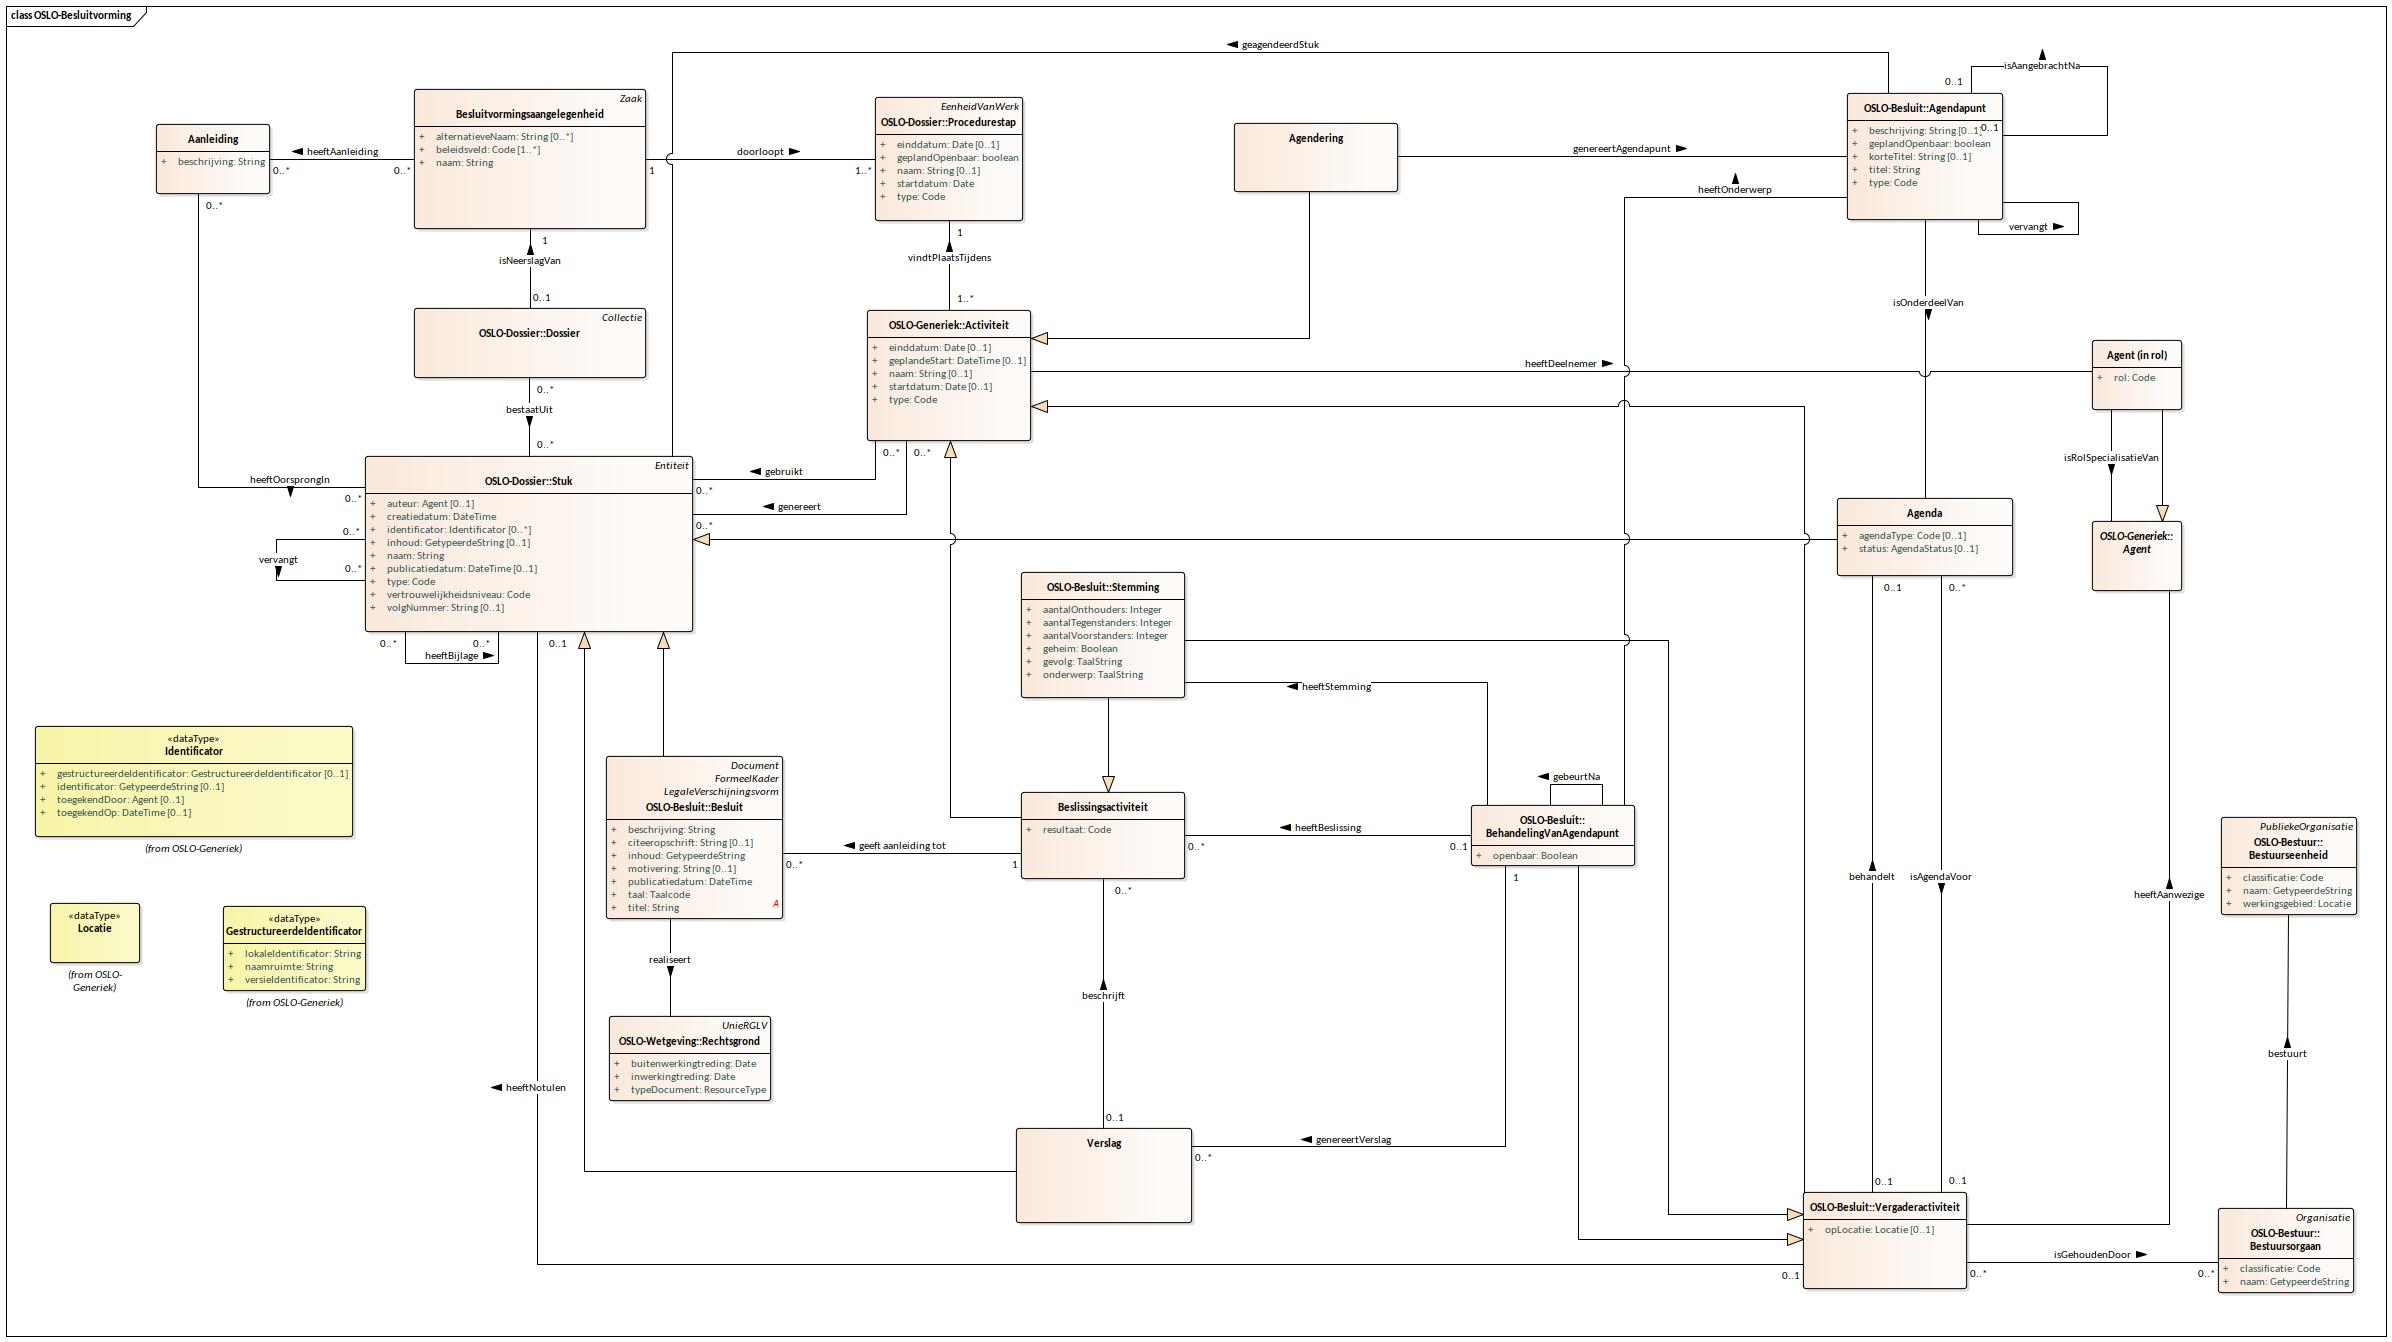 class OSLO-Besluitvorming
geagendeerdStuk
isAangebrachtNa
0..1
0..1
OSLO-Besluit::Agendapunt
+ beschrijving: String [0..1]
+ geplandOpenbaar: boolean
+ korteTitel: String [0..1]
+ titel: String
+ type: Code
vervangt
Zaak
Besluitvormingsaangelegenheid
+ alternatieveNaam: String [0..*]
+ beleidsveld: Code [1..*]
+ naam: String
Aanleiding
+ beschrijving: String
heeftAanleiding
0..*
0..*
0..*
doorloopt
1
1..*
EenheidVanWerk
OSLO-Dossier::Procedurestap
+ einddatum: Date [0..1]
+ geplandOpenbaar: boolean
+ naam: String [0..1]
+ startdatum: Date
+ type: Code
Agendering
genereertAgendapunt
heeftOnderwerp
1
isNeerslagVan
0..1
1
vindtPlaatsTijdens
1..*
isOnderdeelVan
Collectie
OSLO-Dossier::Dossier
0..*
bestaatUit
0..*
OSLO-Generiek::Activiteit
+ einddatum: Date [0..1]
+ geplandeStart: DateTime [0..1]
+ naam: String [0..1]
+ startdatum: Date [0..1]
+ type: Code
heeftDeelnemer
Agent (in rol)
+ rol: Code
isRolSpecialisatieVan
OSLO-Generiek::
Agent
0..*
0..*
gebruikt
0..*
genereert
0..*
heeftOorsprongIn
0..*
0..*
vervangt
0..*
Entiteit
OSLO-Dossier::Stuk
+ auteur: Agent [0..1]
+ creatiedatum: DateTime
+ identificator: Identificator [0..*]
+ inhoud: GetypeerdeString [0..1]
+ naam: String
+ publicatiedatum: DateTime [0..1]
+ type: Code
+ vertrouwelijkheidsniveau: Code
+ volgNummer: String [0..1]
0..*
0..*
heeftBijlage
0..1
Agenda
+ agendaType: Code [0..1]
+ status: AgendaStatus [0..1]
0..1
0..*
OSLO-Besluit::Stemming
+ aantalOnthouders: Integer
+ aantalTegenstanders: Integer
+ aantalVoorstanders: Integer
+ geheim: Boolean
+ gevolg: TaalString
+ onderwerp: TaalString
heeftStemming
«dataType»
Identificator
+ gestructureerdeIdentificator: GestructureerdeIdentificator [0..1]
+ identificator: GetypeerdeString [0..1]
+ toegekendDoor: Agent [0..1]
+ toegekendOp: DateTime [0..1]
(from OSLO-Generiek)
Document
FormeelKader
LegaleVerschijningsvorm
OSLO-Besluit::Besluit
+ beschrijving: String
+ citeeropschrift: String [0..1]
+ inhoud: GetypeerdeString
+ motivering: String [0..1]
+ publicatiedatum: DateTime
+ taal: Taalcode
+ titel: String
A
geeft aanleiding tot
0..*
1
Beslissingsactiviteit
+ resultaat: Code
0..*
heeftBeslissing
0..*
0..1
gebeurtNa
OSLO-Besluit::
BehandelingVanAgendapunt
+ openbaar: Boolean
1
behandelt
isAgendaVoor
heeftAanwezige
PubliekeOrganisatie
OSLO-Bestuur::
Bestuurseenheid
+ classificatie: Code
+ naam: GetypeerdeString
+ werkingsgebied: Locatie
bestuurt
«dataType»
Locatie
(from OSLO-
Generiek)
«dataType»
GestructureerdeIdentificator
+ lokaleIdentificator: String
+ naamruimte: String
+ versieIdentificator: String
(from OSLO-Generiek)
realiseert
UnieRGLV
OSLO-Wetgeving::Rechtsgrond
+ buitenwerkingtreding: Date
+ inwerkingtreding: Date
+ typeDocument: ResourceType
heeftNotulen
beschrijft
0..1
Verslag
genereertVerslag
0..*
0..1
0..1
OSLO-Besluit::Vergaderactiviteit
+ opLocatie: Locatie [0..1]
0..1
isGehoudenDoor
0..*
0..*
Organisatie
OSLO-Bestuur::
Bestuursorgaan
+ classificatie: Code
+ naam: GetypeerdeString